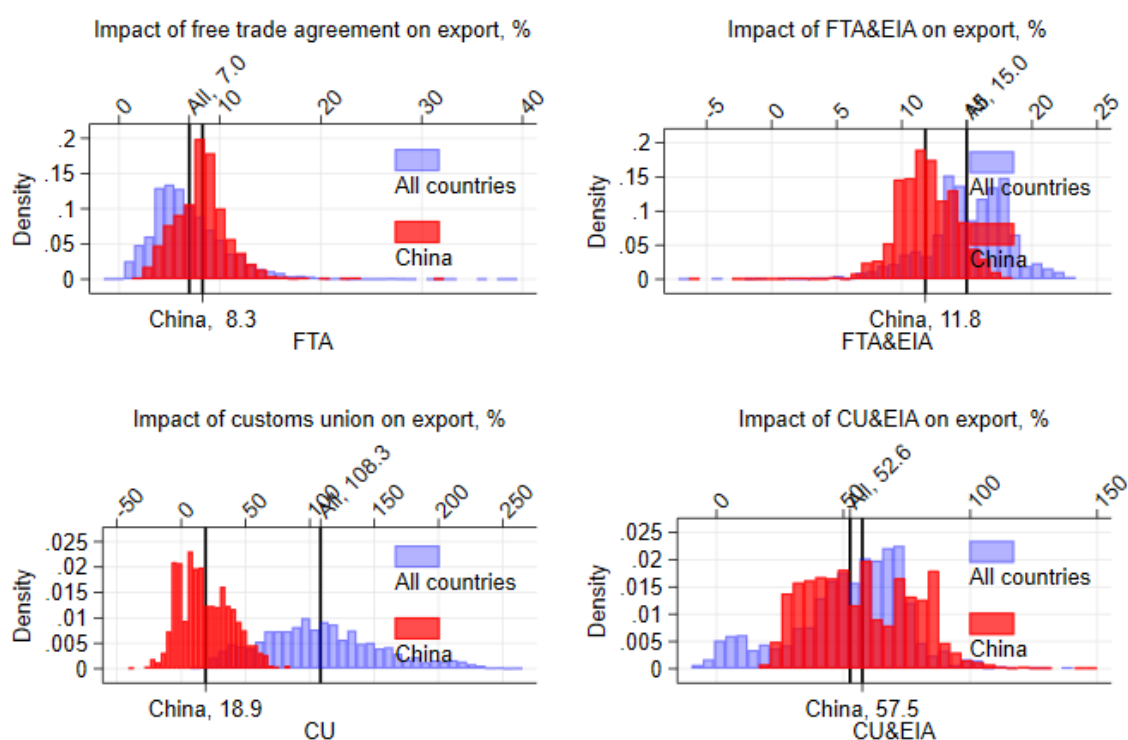 Impact of free trade agreement on export, %
0
All, 7.0
10
20
30
40
Density
.2
.15
.1
.05
0
All countries
China
China, 8.3
FTA
Impact of FTA&EIA on export, %
-5
0
5
10
All, 15.0
20
25
Density
.2
.15
.1
.05
0
All countries
China
China, 11.8
FTA&EIA
Impact of customs union on export, %
-50
0
50
100
All, 108.3
150
200
250
Density
.025
.02
.015
.01
.005
0
All countries
China
China, 18.9
CU
Impact of CU&EIA on export, %
0
50
All, 52.6
100
150
Density
.025
.02
.015
.01
.005
0
All countries
China
China, 57.5
CU&EIA